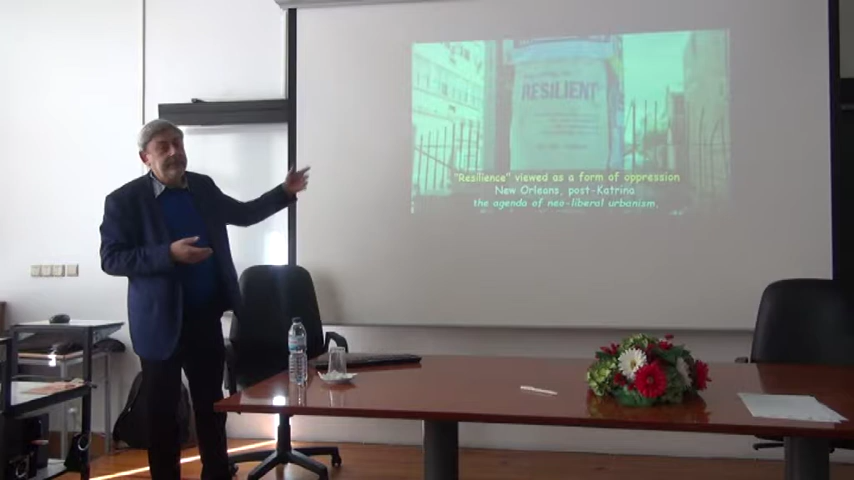 RESILIENT
"Resilience" viewed as a form of oppression
New Orleans, post-Katrina
the agenda of neo-liberal urbanism.